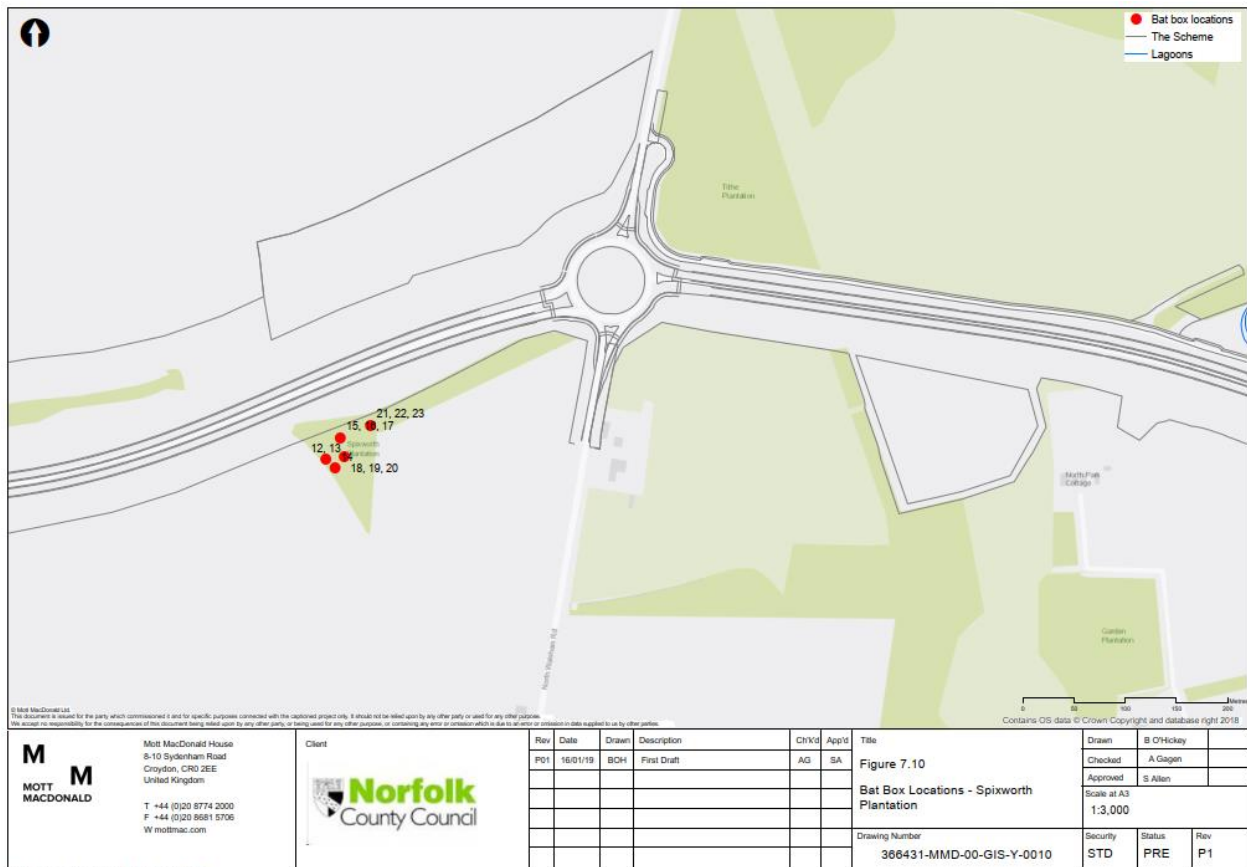 Bat box locations
The Scheme
Lagoons
Tithe
Plantation
21, 22, 23
15, 16, 17
Spixworth
Plantation
12, 13
14
18, 19, 20
North Park
Cottage
Garden
Plantation
North Walsham Rd
0 50 100 150 200 Metres
Contains OS data © Crown Copyright and database right 2018
© Mott MacDonald Ltd.
This document is issued for the party which commissioned it and for specific purposes connected with the captioned project only. It should not be relied upon by any other party or used for any other purpose.
We accept no responsibility for the consequences of this document being relied upon by any other party, or being used for any other purpose, or containing any error or omission which is due to an error or omission in data supplied to us by other parties.
M
M
MOTT
MACDONALD
Mott MacDonald House
8-10 Sydenham Road
Croydon, CR0 2EE
United Kingdom
T +44 (0)20 8774 2000
F +44 (0)20 8681 5706
W mottmac.com
Client
Norfolk
County Council
Rev Date Drawn Description Ch'k'd App'd
P01 16/01/19 BOH First Draft AG SA
Title
Figure 7.10
Bat Box Locations - Spixworth
Plantation
Drawing Number
366431-MMD-00-GIS-Y-0010
Drawn B O'Hickey
Checked A Gagen
Approved S Allen
Scale at A3
1:3,000
Security Status Rev
STD PRE P1